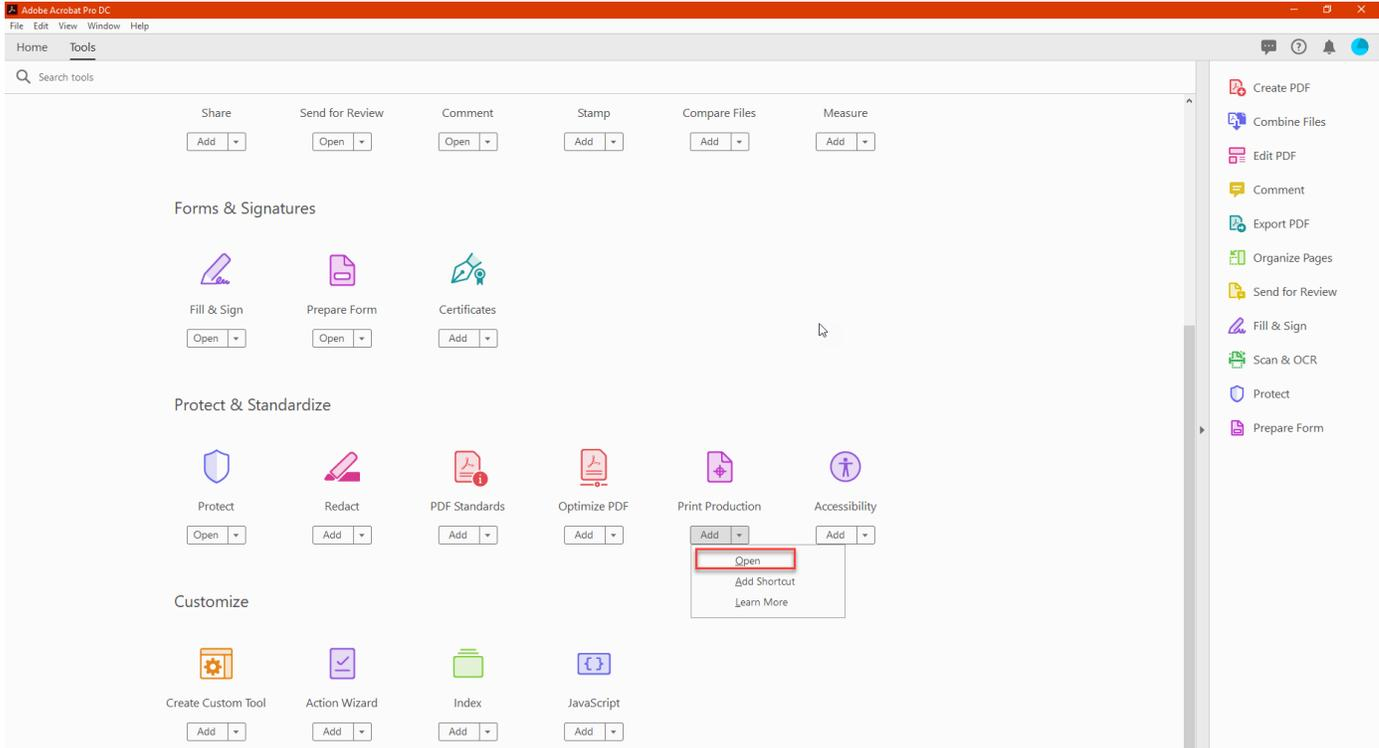 Adobe Acrobat Pro DC
File Edit View Window Help
Home Tools
Search tools
Share Send for Review Comment Stamp Compare Files Measure
Add Open Open Add Add Add
Forms & Signatures
Fill & Sign Prepare Form Certificates
Open Open Add
Protect & Standardize
Protect Redact PDF Standards Optimize PDF Print Production Accessibility
Open Add Add Add Add Add
Open
Add Shortcut
Learn More
Customize
Create Custom Tool Action Wizard Index JavaScript
Add Add Add Add
Create PDF
Combine Files
Edit PDF
Comment
Export PDF
Organize Pages
Send for Review
Fill & Sign
Scan & OCR
Protect
Prepare Form